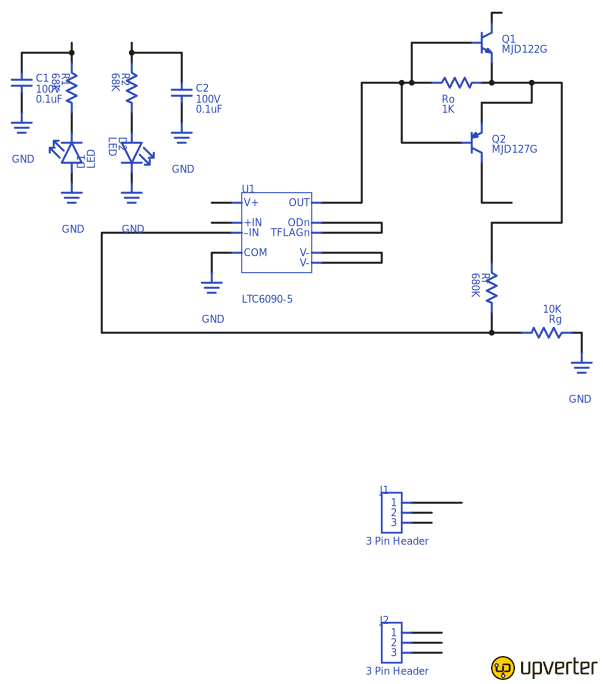 Q1
MJD122G
C1
100V
0.1uF
R1
68K
R2
68K
C2
100V
0.1uF
Ro
1K
Q2
MJD127G
D1
LED
D2
LED
GND
GND
GND
GND
U1
V+
OUT
+IN
ODn
–IN
TFLAGn
COM
V-
V-
LTC6090-5
GND
680K
10K
Rg
GND
J1
1
2
3
3 Pin Header
J2
1
2
3
3 Pin Header
upverter